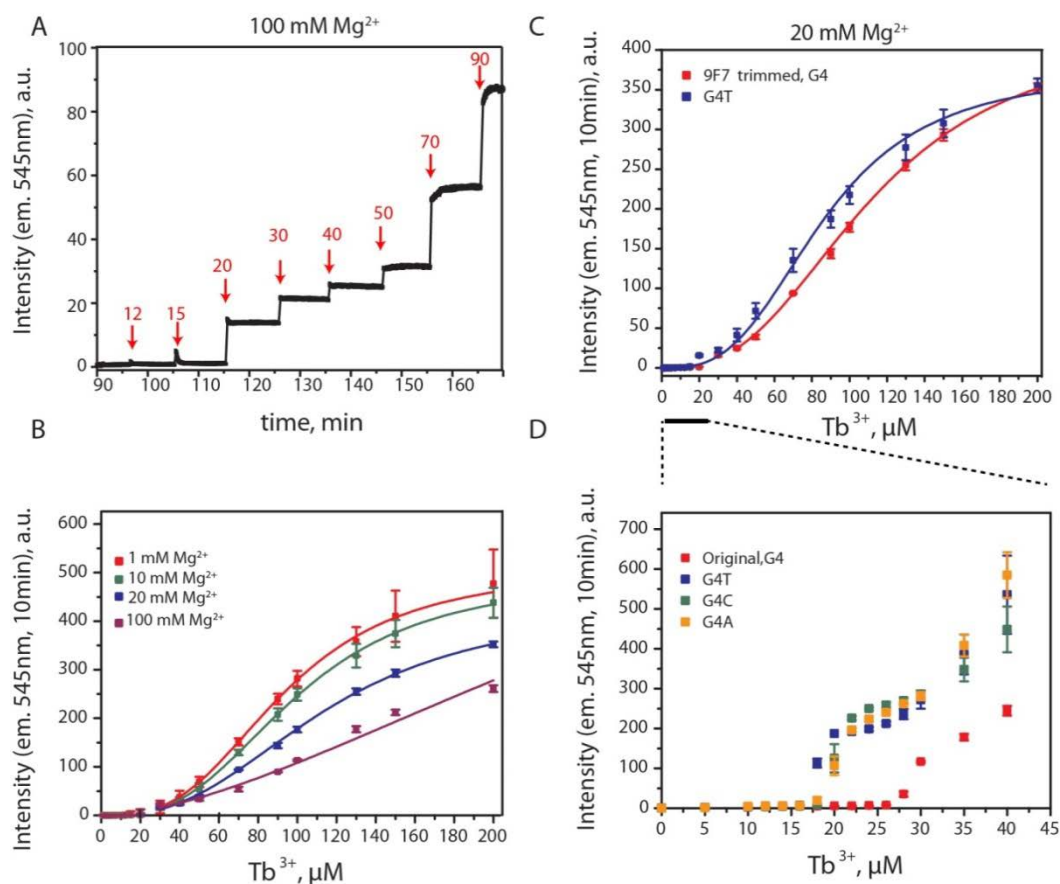 A
100 mM Mg²⁺
Intensity (em. 545nm), a.u.
100
80
60
40
20
0
12
15
20
30
40
50
70
90
90 100 110 120 130 140 150 160
time, min
C
20 mM Mg²⁺
Intensity (em. 545nm, 10min), a.u.
400
350
300
250
200
150
100
50
0
9F7 trimmed, G4
G4T
0 20 40 60 80 100 120 140 160 180 200
Tb³⁺, µM
B
Intensity (em. 545nm, 10min), a.u.
600
500
400
300
200
100
0
1 mM Mg²⁺
10 mM Mg²⁺
20 mM Mg²⁺
100 mM Mg²⁺
0 20 40 60 80 100 120 140 160 180 200
Tb³⁺, µM
D
Intensity (em. 545nm, 10min), a.u.
700
600
500
400
300
200
100
0
Original,G4
G4T
G4C
G4A
0 5 10 15 20 25 30 35 40 45
Tb³⁺, µM